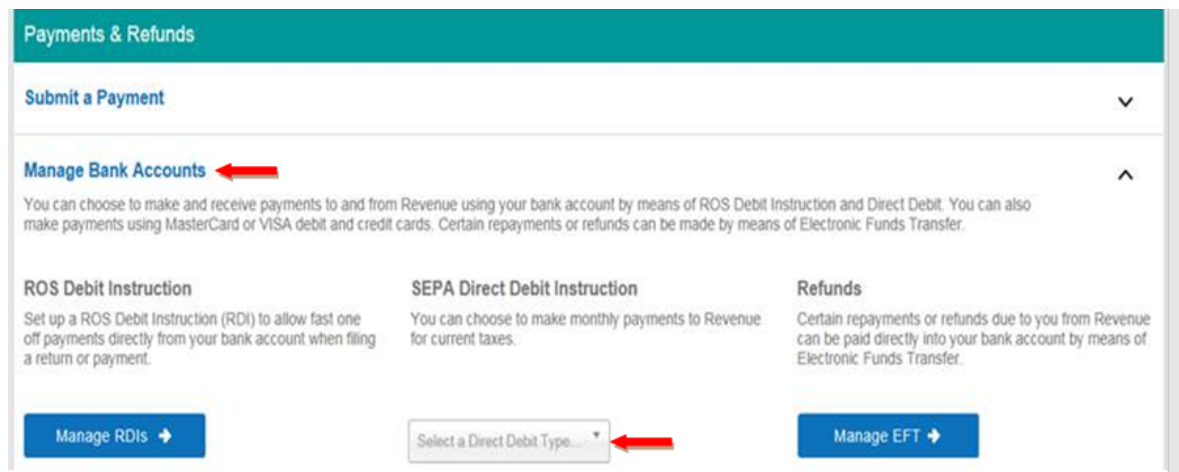 Payments & Refunds
Submit a Payment
Manage Bank Accounts
You can choose to make and receive payments to and from Revenue using your bank account by means of ROS Debit Instruction and Direct Debit. You can also
make payments using MasterCard or VISA debit and credit cards. Certain repayments or refunds can be made by means of Electronic Funds Transfer.
ROS Debit Instruction
Set up a ROS Debit Instruction (RDI) to allow fast one
off payments directly from your bank account when filing
a return or payment.
Manage RDIs
SEPA Direct Debit Instruction
You can choose to make monthly payments to Revenue
for current taxes.
Select a Direct Debit Type...
Refunds
Certain repayments or refunds due to you from Revenue
can be paid directly into your bank account by means of
Electronic Funds Transfer.
Manage EFT